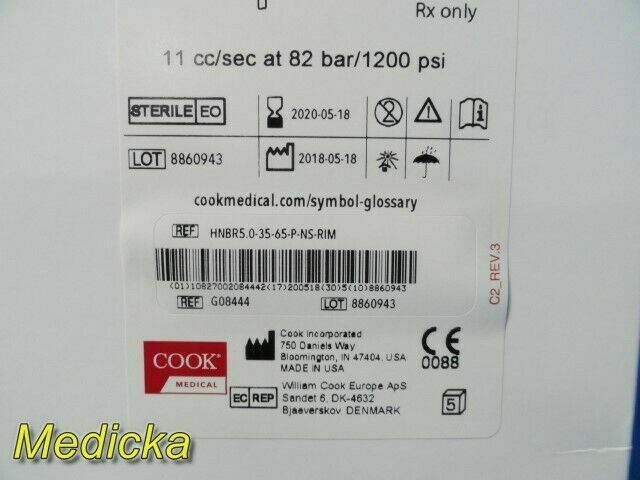 Rx only
11 cc/sec at 82 bar/1200 psi
STERILE EO 2020-05-18
LOT 8860943 2018-05-18
cookmedical.com/symbol-glossary
REF HNBR5.0-35-65-P-NS-RIM
(01)10827002084442(17)200518(30)5(10)8860943
REF G08444 LOT 8860943
C2_REV.3
COOK®
MEDICAL
Cook Incorporated
750 Daniels Way
Bloomington, IN 47404, USA
MADE IN USA
CE
0088
EC REP
William Cook Europe ApS
Sandet 6, DK-4632
Bjaeverskov DENMARK
5
Medicka